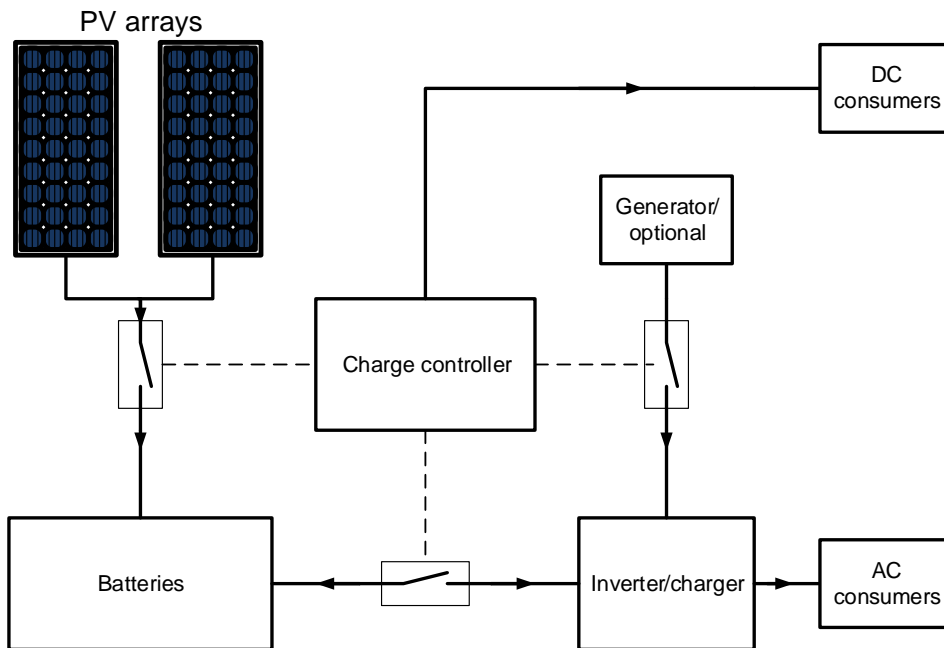 PV arrays
DC
consumers
Generator/
optional
Charge controller
Batteries
Inverter/charger
AC
consumers